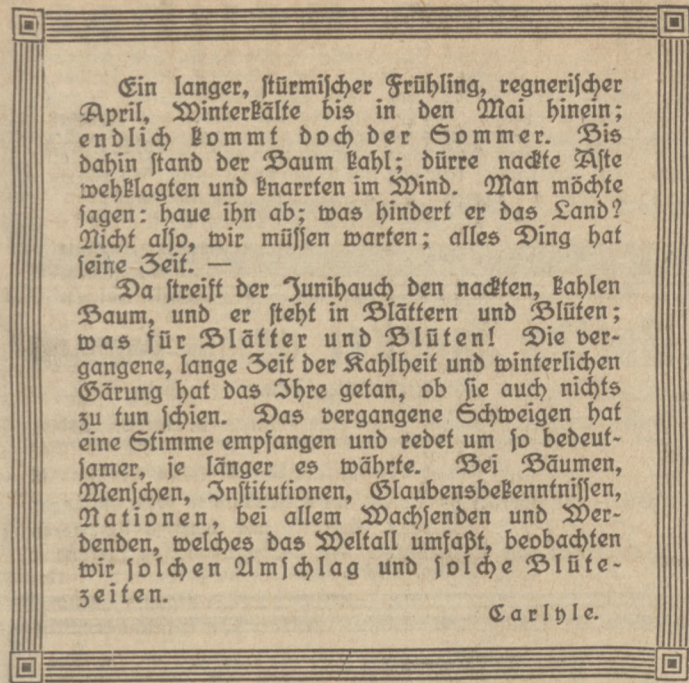 Ein langer, stürmischer Frühling, regnerischer
April, Winterkälte bis in den Mai hinein;
endlich kommt doch der Sommer. Bis
dahin stand der Baum kahl; dürre nackte Äste
wehklagten und knarrten im Wind. Man möchte
sagen: haue ihn ab; was hindert er das Land?
Nicht also, wir müssen warten; alles Ding hat
seine Zeit. —
Da streift der Junihauch den nackten, kahlen
Baum, und er steht in Blättern und Blüten;
was für Blätter und Blüten! Die ver-
gangene, lange Zeit der Kahlheit und winterlichen
Gärung hat das Ihre getan, ob sie auch nichts
zu tun schien. Das vergangene Schweigen hat
eine Stimme empfangen und redet um so bedeut-
samer, je länger es währte. Bei Bäumen,
Menschen, Institutionen, Glaubensbekenntnissen,
Nationen, bei allem Wachsenden und Wer-
denden, welches das Weltall umfaßt, beobachten
wir solchen Umschlag und solche Blüte-
zeiten.
Carlyle.